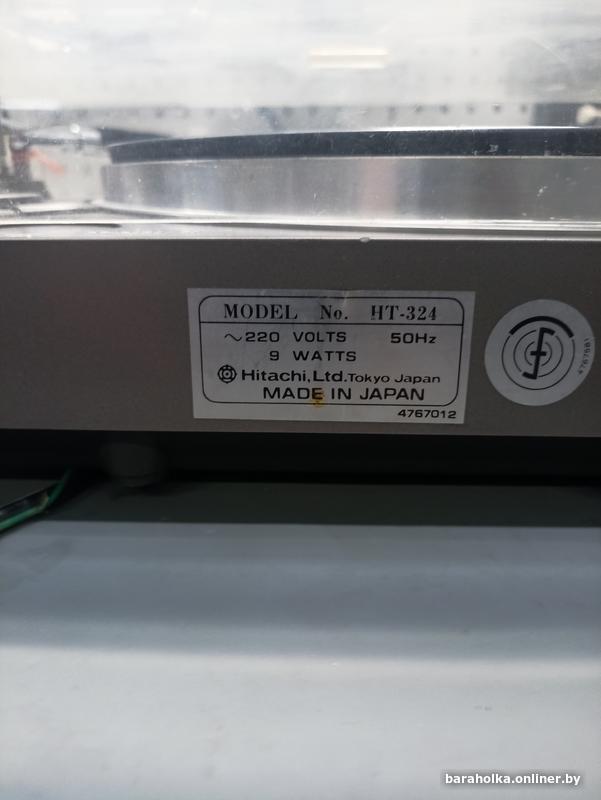 MODEL No. HT-324
~220 VOLTS 50Hz
9 WATTS
Hitachi, Ltd. Tokyo Japan
MADE IN JAPAN
4767012
4767581
baraholka.onliner.by